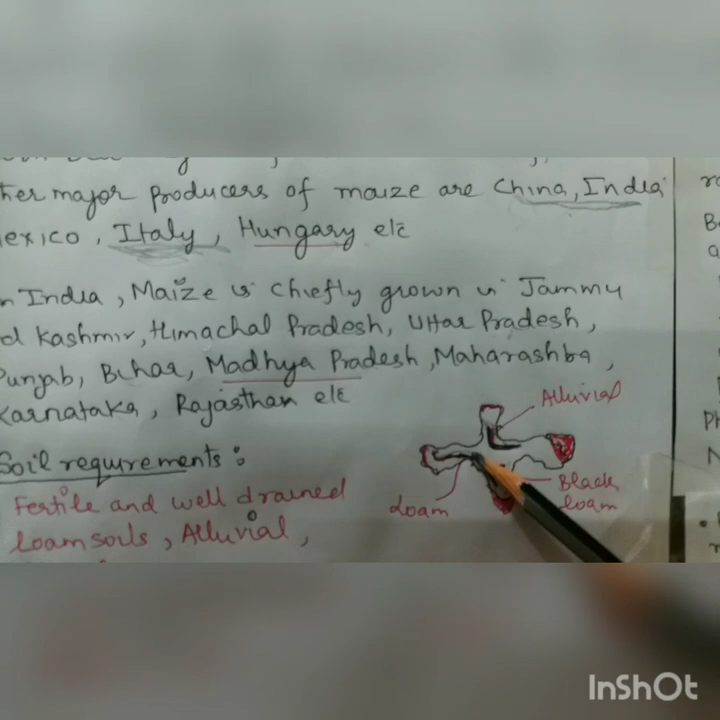 her major producers of maize are China, India
exico, Italy, Hungary etc
n India, Maize is chiefly grown in Jammu
d Kashmir, Himachal Pradesh, Uttar Pradesh,
Punjab, Bihar, Madhya Pradesh, Maharashtra,
Karnataka, Rajasthan etc
Alluvial
Soil requrements:
Black
loam
Loam
Fertile and well drained
loam soils, Alluvial,
InShOt